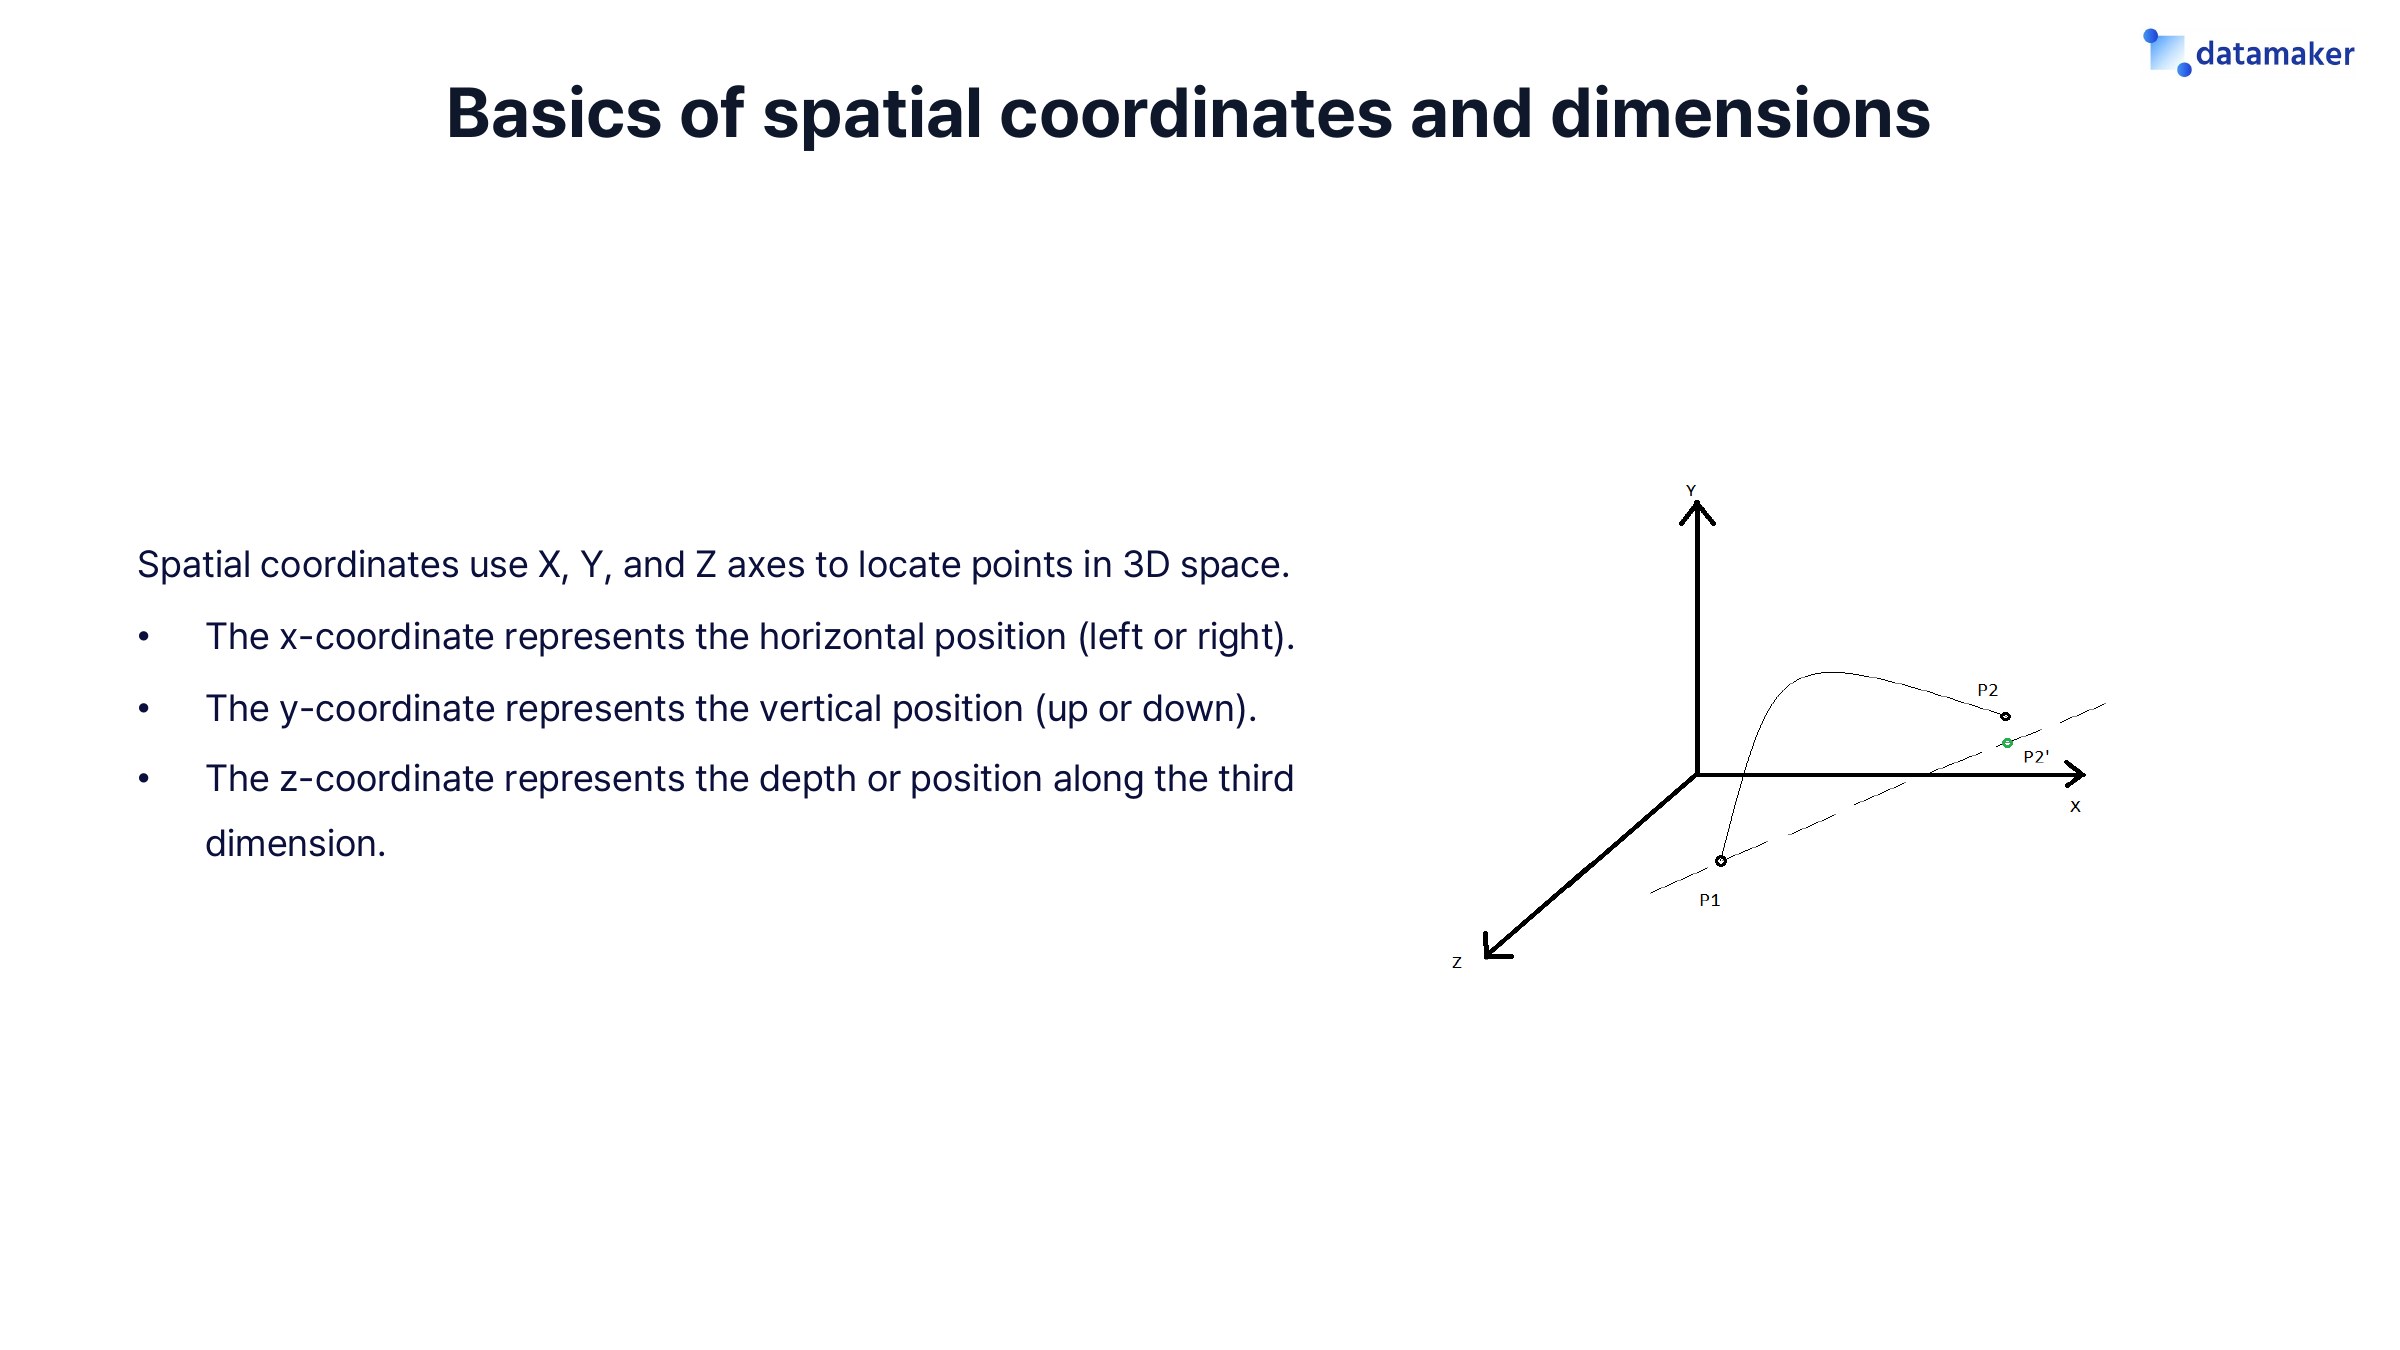 datamaker
Basics of spatial coordinates and dimensions
Spatial coordinates use X, Y, and Z axes to locate points in 3D space.
• The x-coordinate represents the horizontal position (left or right).
• The y-coordinate represents the vertical position (up or down).
• The z-coordinate represents the depth or position along the third
dimension.
Y
P2
P2'
X
P1
Z